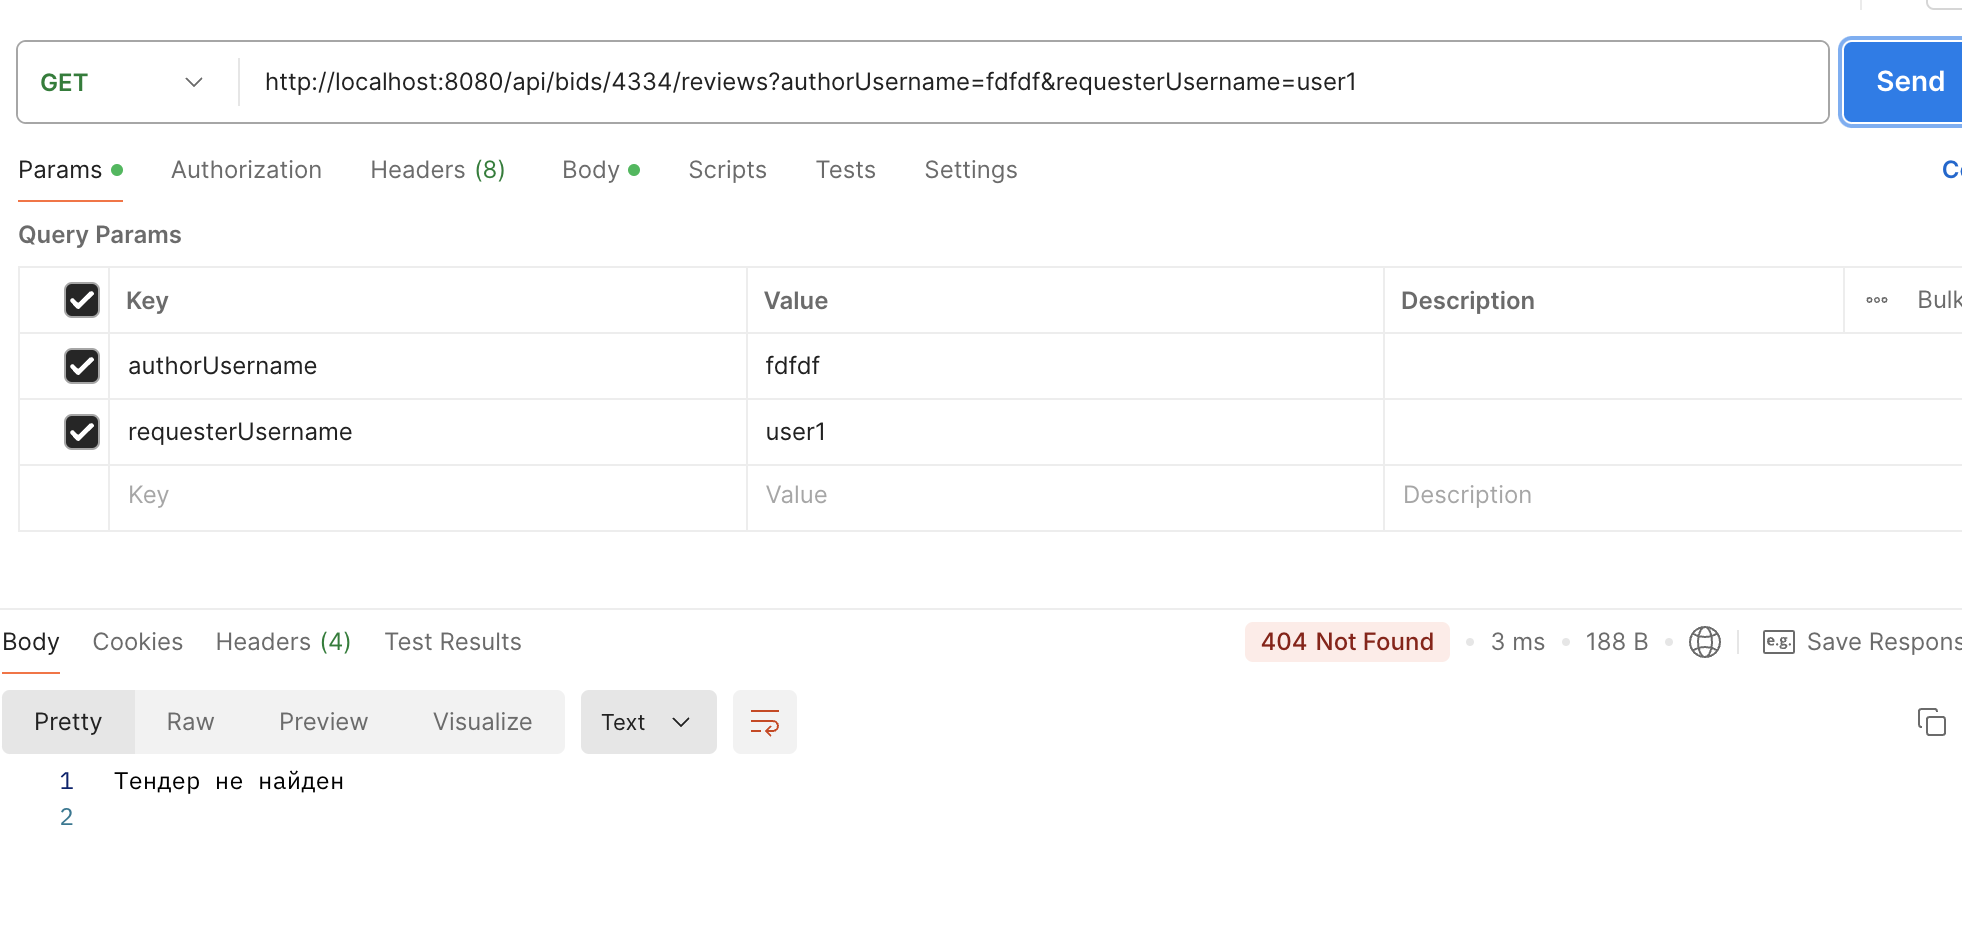 GET http://localhost:8080/api/bids/4334/reviews?authorUsername=fdfdf&requesterUsername=user1 Send
Params Authorization Headers (8) Body Scripts Tests Settings
Query Params
Key Value Description Bulk
authorUsername fdfdf
requesterUsername user1
Key Value Description
Body Cookies Headers (4) Test Results 404 Not Found 3 ms 188 B e.g. Save Respons
Pretty Raw Preview Visualize Text
1 Тендер не найден
2